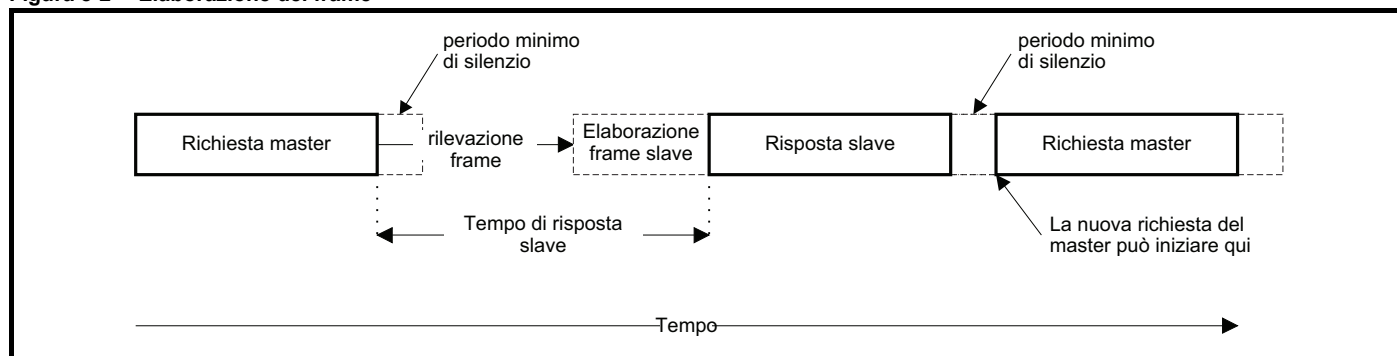 periodo minimo
di silenzio
periodo minimo
di silenzio
Richiesta master
rilevazione
frame
Elaborazione
frame slave
Risposta slave
Richiesta master
Tempo di risposta
slave
La nuova richiesta del
master può iniziare qui
Tempo